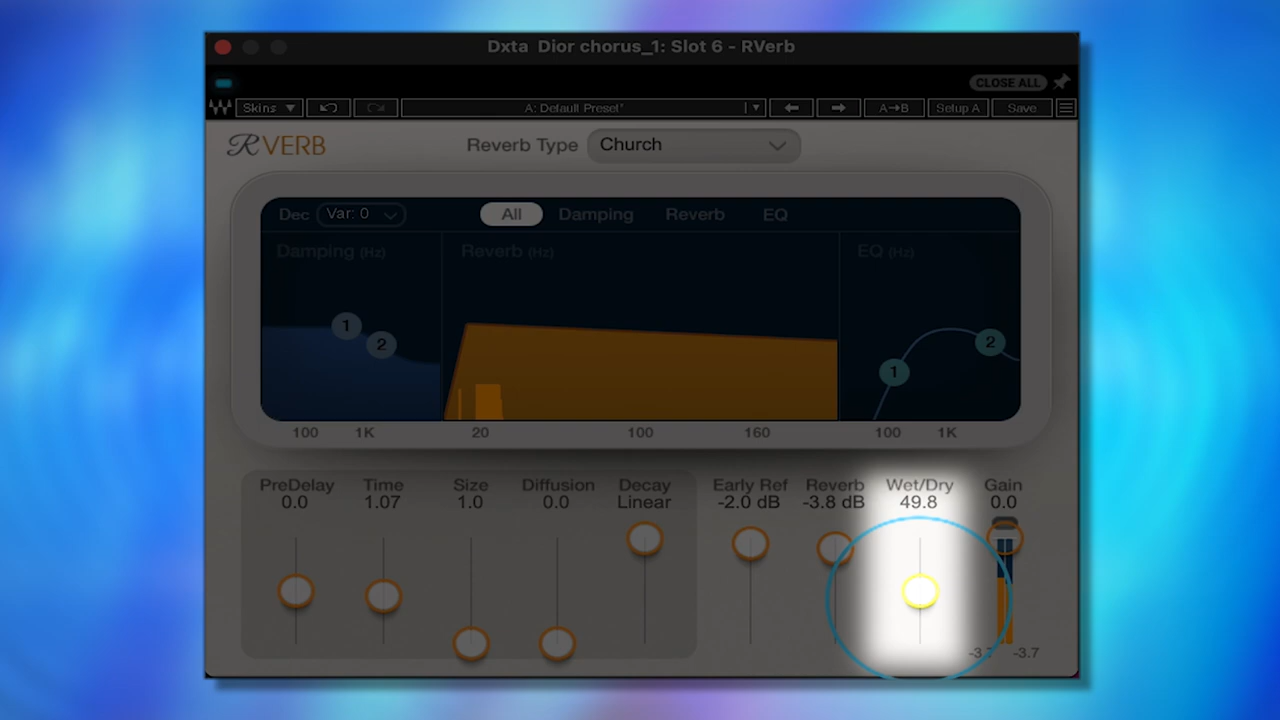 Dxta Dior chorus_1: Slot 6 - RVerb
CLOSE ALL
Skins A: Default Preset* A→B Setup A Save
RVERB Reverb Type Church
Dec Var: 0 All Damping Reverb EQ
Damping (Hz) Reverb (Hz) EQ (Hz)
1 2 1 2
100 1K 20 100 160 100 1K
PreDelay Time Size Diffusion Decay Early Ref Reverb Wet/Dry Gain
0.0 1.07 1.0 0.0 Linear -2.0 dB -3.8 dB 49.8 0.0
-3.7 -3.7